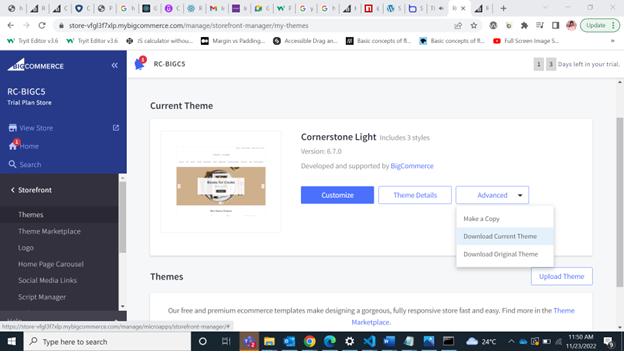 store-vfgl3f7xlp.mybigcommerce.com/manage/storefront-manager/my-themes
Update
Tryit Editor v3.6
Tryit Editor v3.6
JS calculator withou...
Margin vs Padding...
Accessible Drag an...
Basic concepts of fl...
Basic concepts of fl...
Full Screen Image S...
BIGCOMMERCE
RC-BIGC5
1 3 Days left in your trial.
RC-BIGC5
Trial Plan Store
View Store
Home
Search
Storefront
Themes
Theme Marketplace
Logo
Home Page Carousel
Social Media Links
Script Manager
Help
Current Theme
Cornerstone Light Includes 3 styles
Version: 6.7.0
Developed and supported by BigCommerce
Customize
Theme Details
Advanced
Make a Copy
Download Current Theme
Download Original Theme
Themes
Upload Theme
Our free and premium ecommerce templates make designing a gorgeous, fully responsive store fast and easy. Find more in the Theme
Marketplace.
https://store-vfgl3f7xlp.mybigcommerce.com/manage/microapps/storefront-manager/#
Type here to search
24°C
11:50 AM
11/23/2022